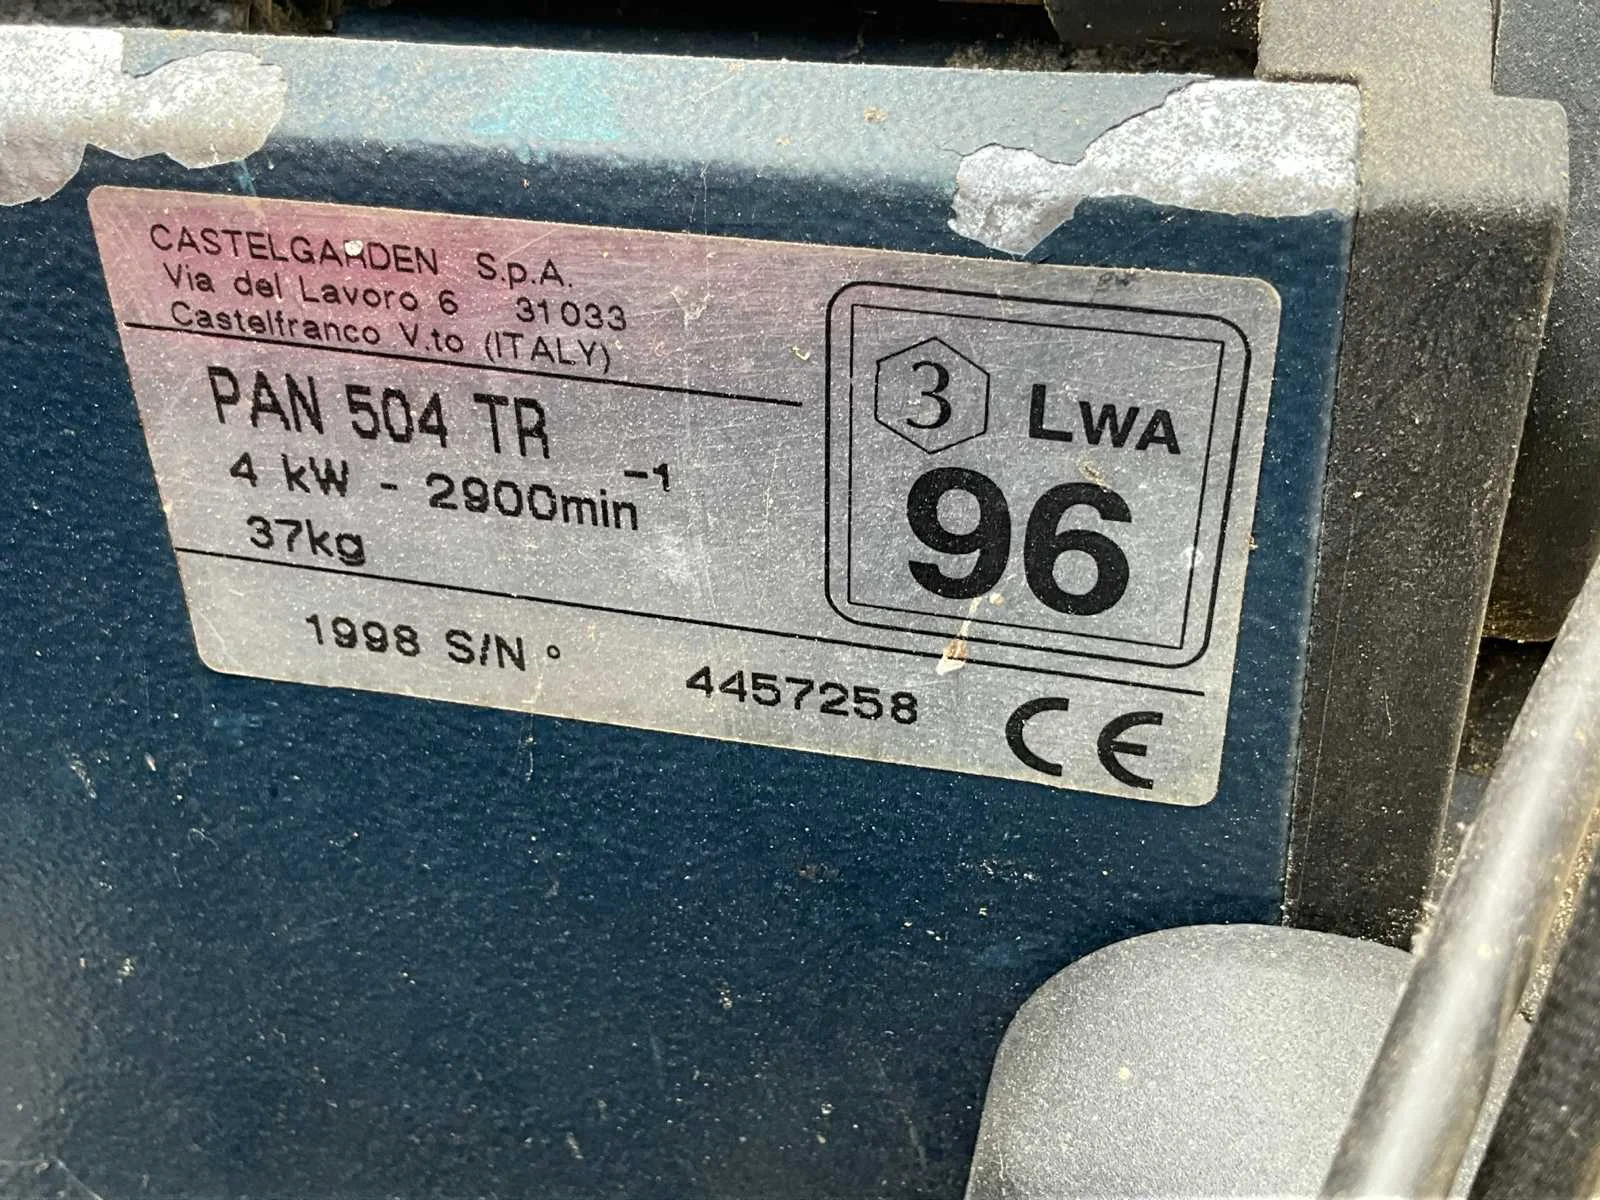 CASTELGARDEN S.p.A.
Via del Lavoro 6 31033
Castelfranco V.to (ITALY)
PAN 504 TR
4 kW - 2900min-1
37kg
3 LWA
96
1998 S/N ° 4457258
CE